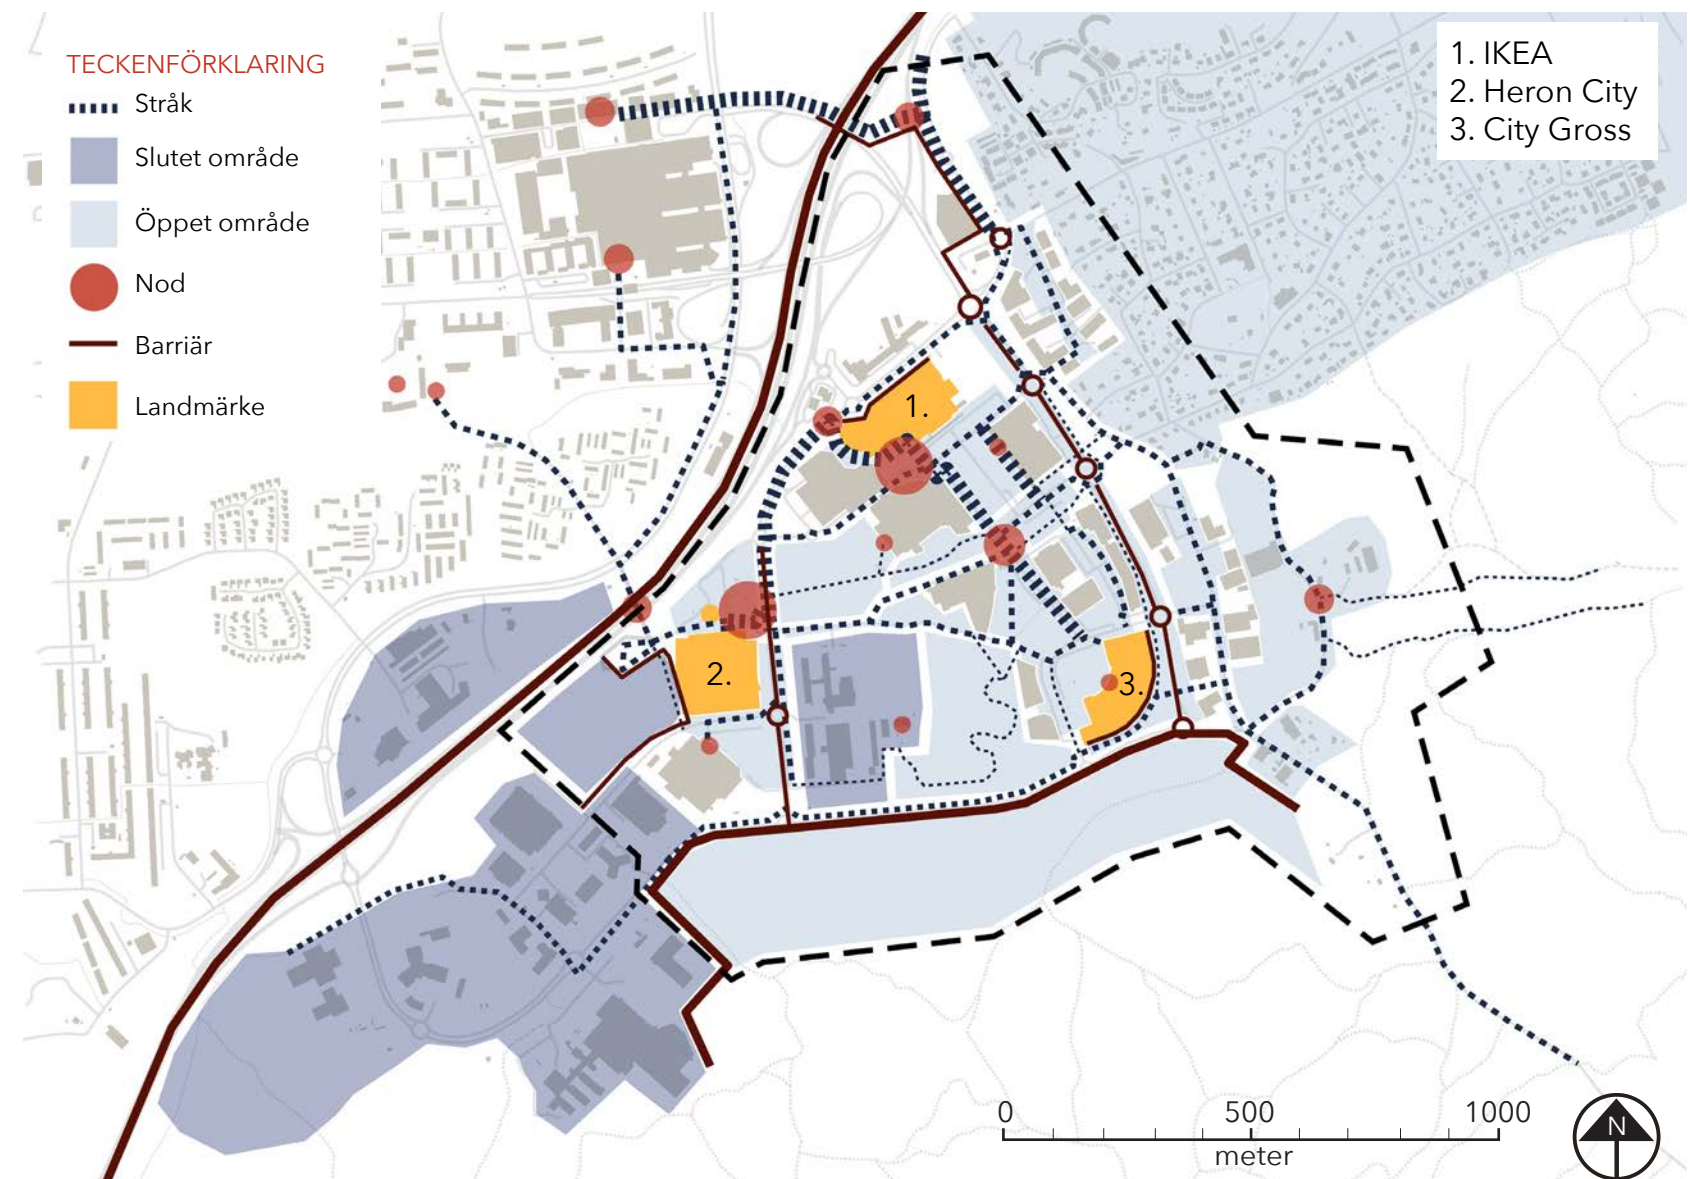 TECKENFÖRKLARING
Stråk
Slutet område
Öppet område
Nod
Barriär
Landmärke
1. IKEA
2. Heron City
3. City Gross
1.
2.
3.
0 500 1000
meter
N